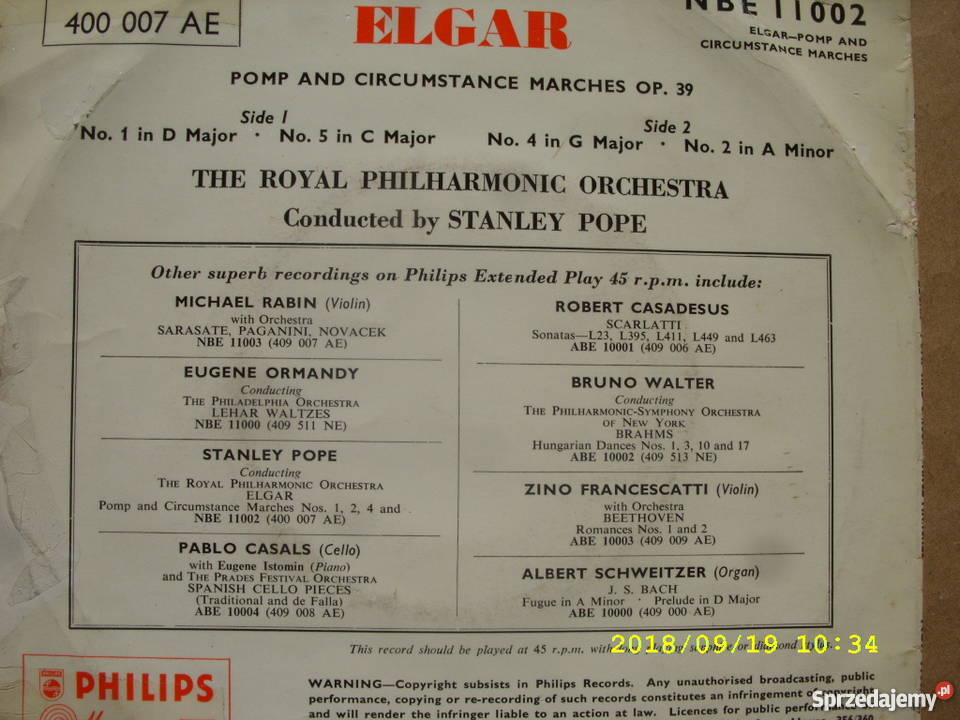 400 007 AE
ELGAR
NBE 11002
ELGAR—POMP AND
CIRCUMSTANCE MARCHES
POMP AND CIRCUMSTANCE MARCHES OP. 39
Side 1
No. 1 in D Major · No. 5 in C Major
Side 2
No. 4 in G Major · No. 2 in A Minor
THE ROYAL PHILHARMONIC ORCHESTRA
Conducted by STANLEY POPE
Other superb recordings on Philips Extended Play 45 r.p.m. include:
MICHAEL RABIN (Violin)
with Orchestra
SARASATE, PAGANINI, NOVACEK
NBE 11003 (409 007 AE)
EUGENE ORMANDY
Conducting
THE PHILADELPHIA ORCHESTRA
LEHAR WALTZES
NBE 11000 (409 511 NE)
STANLEY POPE
Conducting
THE ROYAL PHILHARMONIC ORCHESTRA
ELGAR
Pomp and Circumstance Marches Nos. 1, 2, 4 and
NBE 11002 (400 007 AE)
PABLO CASALS (Cello)
with Eugene Istomin (Piano)
and THE PRADES FESTIVAL ORCHESTRA
SPANISH CELLO PIECES
(Traditional and de Falla)
ABE 10004 (409 008 AE)
ROBERT CASADESUS
SCARLATTI
Sonatas—L23, L395, L411, L449 and L463
ABE 10001 (409 006 AE)
BRUNO WALTER
Conducting
THE PHILHARMONIC-SYMPHONY ORCHESTRA
OF NEW YORK
BRAHMS
Hungarian Dances Nos. 1, 3, 10 and 17
ABE 10002 (409 513 NE)
ZINO FRANCESCATTI (Violin)
with Orchestra
BEETHOVEN
Romances Nos. 1 and 2
ABE 10003 (409 009 AE)
ALBERT SCHWEITZER (Organ)
J. S. BACH
Fugue in A Minor · Prelude in D Major
ABE 10000 (409 000 AE)
This record should be played at 45 r.p.m. with or diamond styles.
2018/09/19 10:34
PHILIPS
PHILIPS
WARNING—Copyright subsists in Philips Records. Any unauthorised broadcasting, public
performance, copying or re-recording of such records constitutes an infringement of copyright
and will render the infringer liable to an action at law. Licences for public performance
Sprzedajemy.pl